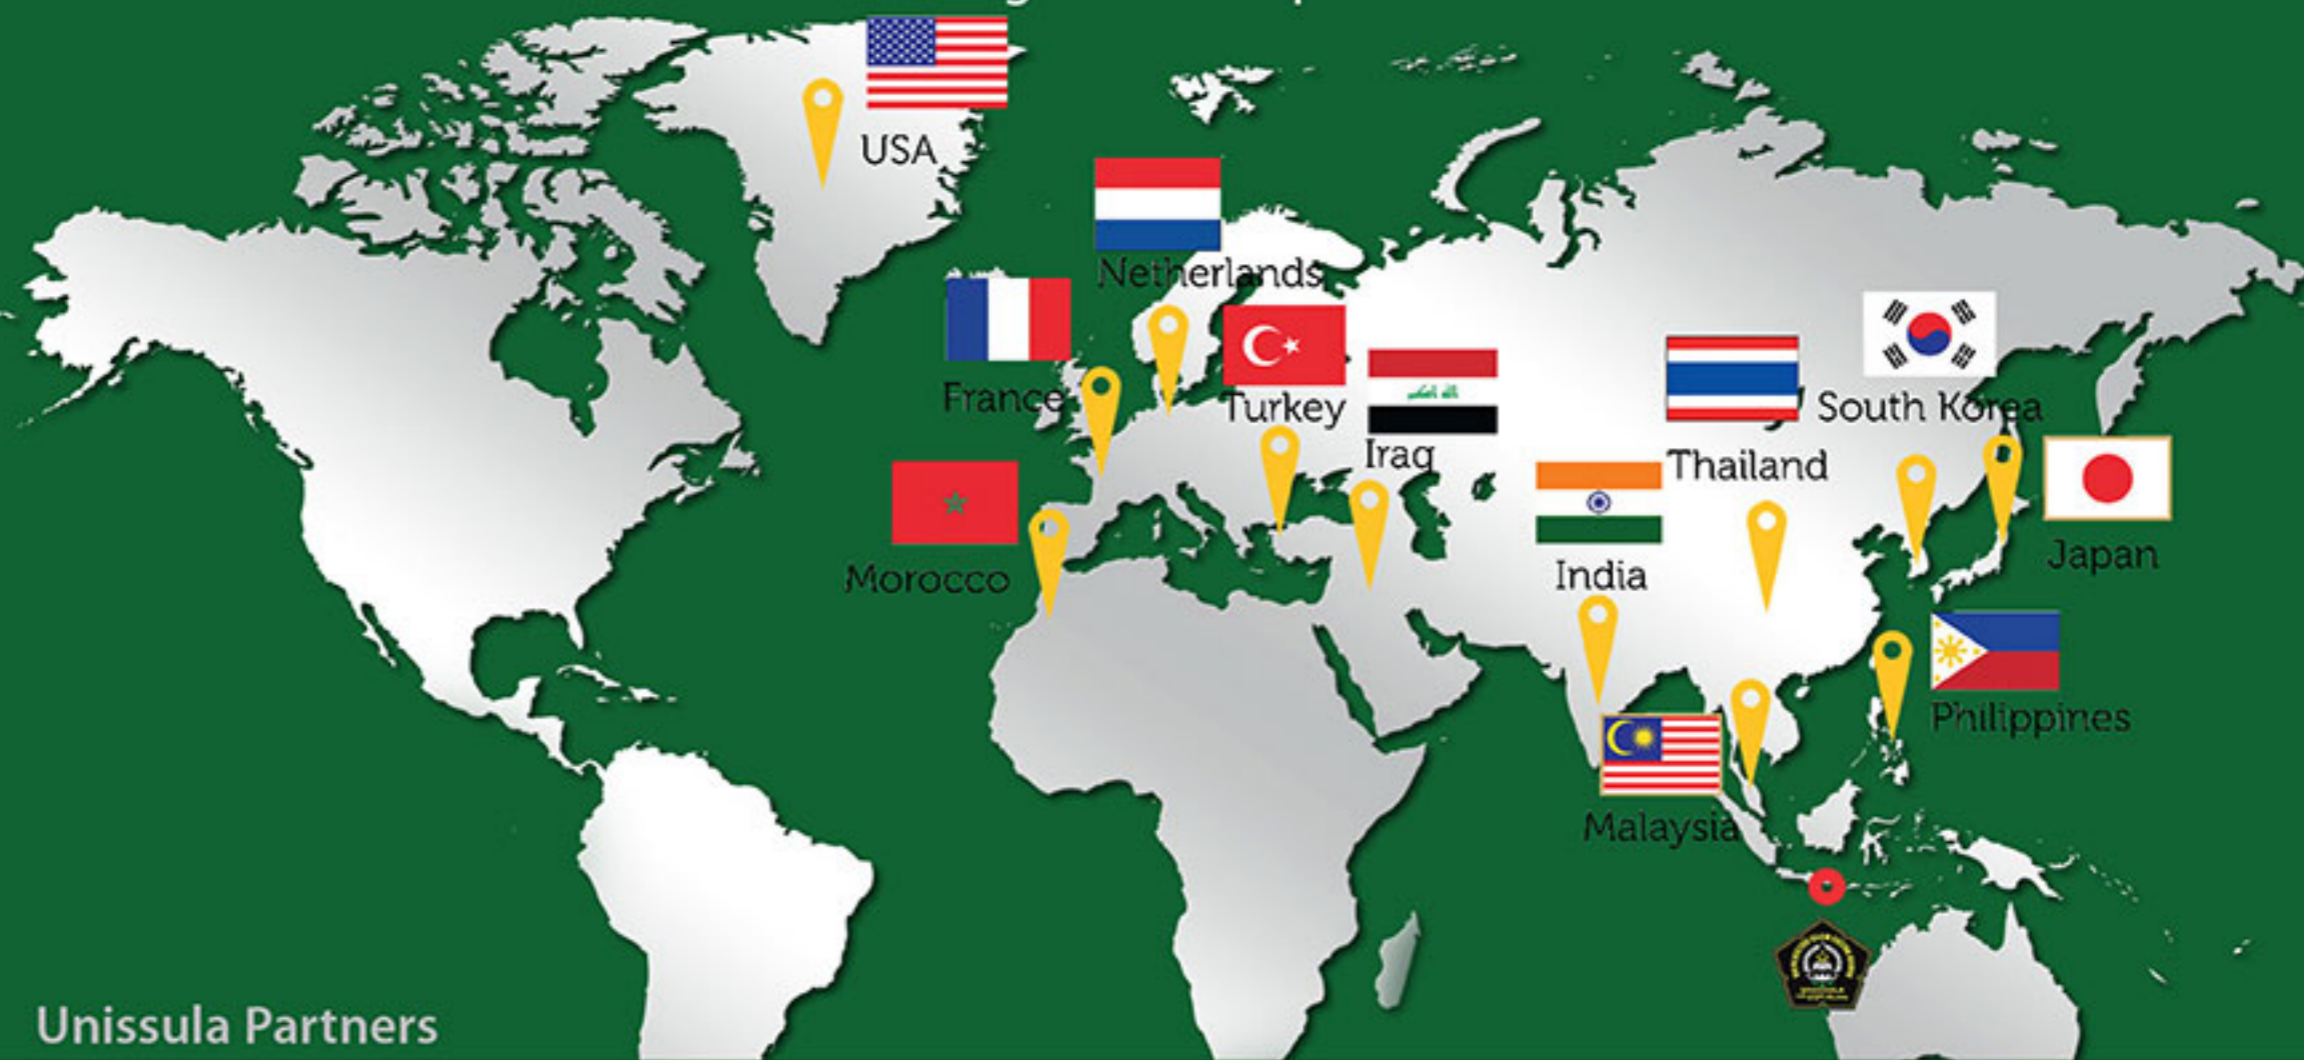 USA
Netherlands
France
Turkey
South Korea
Iraq
Thailand
Japan
India
Morocco
Philippines
Malaysia
Unissula Partners